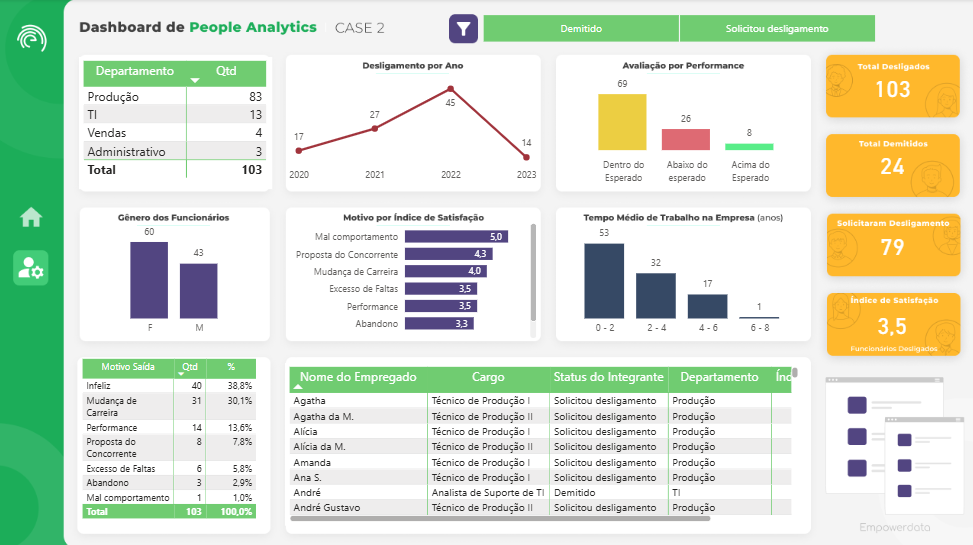 Dashboard de People Analytics CASE 2
Demitido
Solicitou desligamento
Departamento Qtd
Produção 83
TI 13
Vendas 4
Administrativo 3
Total 103
Desligamento por Ano
17
27
45
14
2020 2021 2022 2023
Avaliação por Performance
69
26
8
Dentro do Esperado
Abaixo do esperado
Acima do Esperado
Total Desligados
103
Total Demitidos
24
Solicitaram Desligamento
79
Índice de Satisfação
3,5
Funcionários Desligados
Gênero dos Funcionários
60
43
F M
Motivo por Índice de Satisfação
Mal comportamento 5,0
Proposta do Concorrente 4,3
Mudança de Carreira 4,0
Excesso de Faltas 3,5
Performance 3,5
Abandono 3,3
Tempo Médio de Trabalho na Empresa (anos)
53
32
17
1
0 - 2 2 - 4 4 - 6 6 - 8
Motivo Saída Qtd %
Infeliz 40 38,8%
Mudança de Carreira 31 30,1%
Performance 14 13,6%
Proposta do Concorrente 8 7,8%
Excesso de Faltas 6 5,8%
Abandono 3 2,9%
Mal comportamento 1 1,0%
Total 103 100,0%
Nome do Empregado Cargo Status do Integrante Departamento Índ
Agatha Técnico de Produção I Solicitou desligamento Produção
Agatha da M. Técnico de Produção II Solicitou desligamento Produção
Alícia Técnico de Produção I Solicitou desligamento Produção
Alícia da M. Técnico de Produção II Solicitou desligamento Produção
Amanda Técnico de Produção I Solicitou desligamento Produção
Ana S. Técnico de Produção I Solicitou desligamento Produção
André Analista de Suporte de TI Demitido TI
André Gustavo Técnico de Produção II Solicitou desligamento Produção
Empowerdata